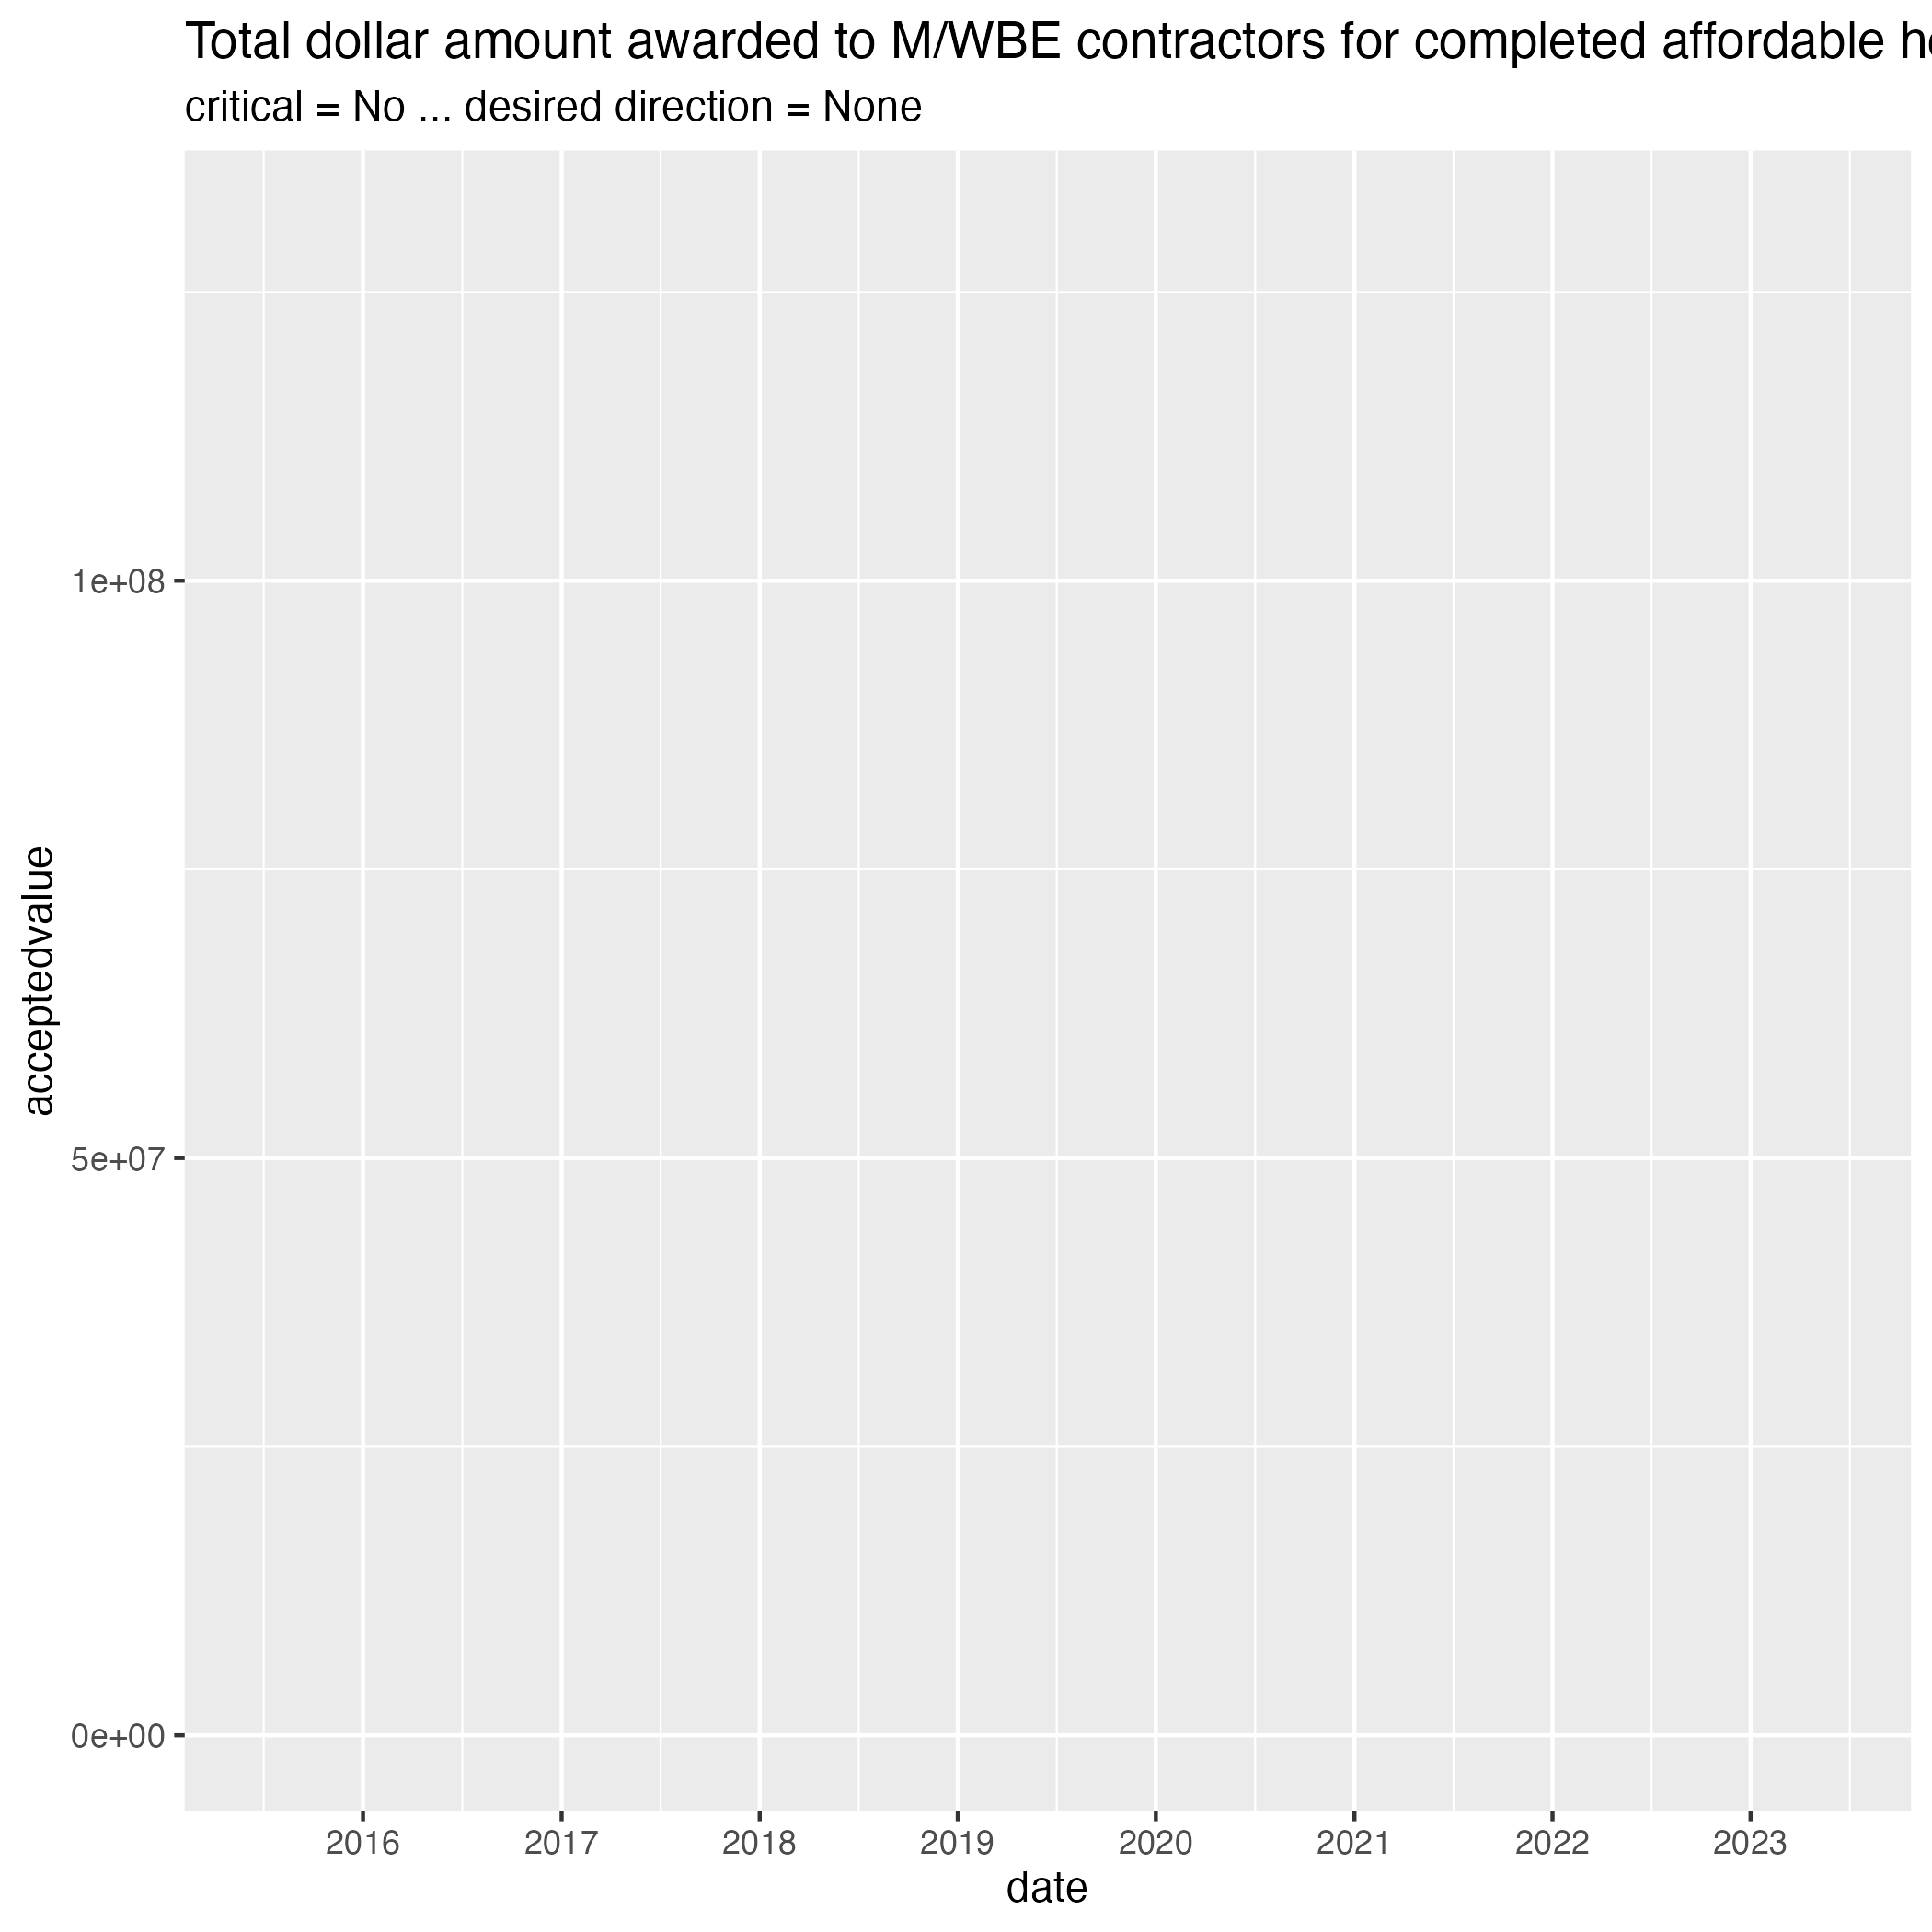 Total dollar amount awarded to M/WBE contractors for completed affordable
critical = No ... desired direction = None
acceptedvalue
1e+08
5e+07
0e+00
2016 2017 2018 2019 2020 2021 2022 2023
date